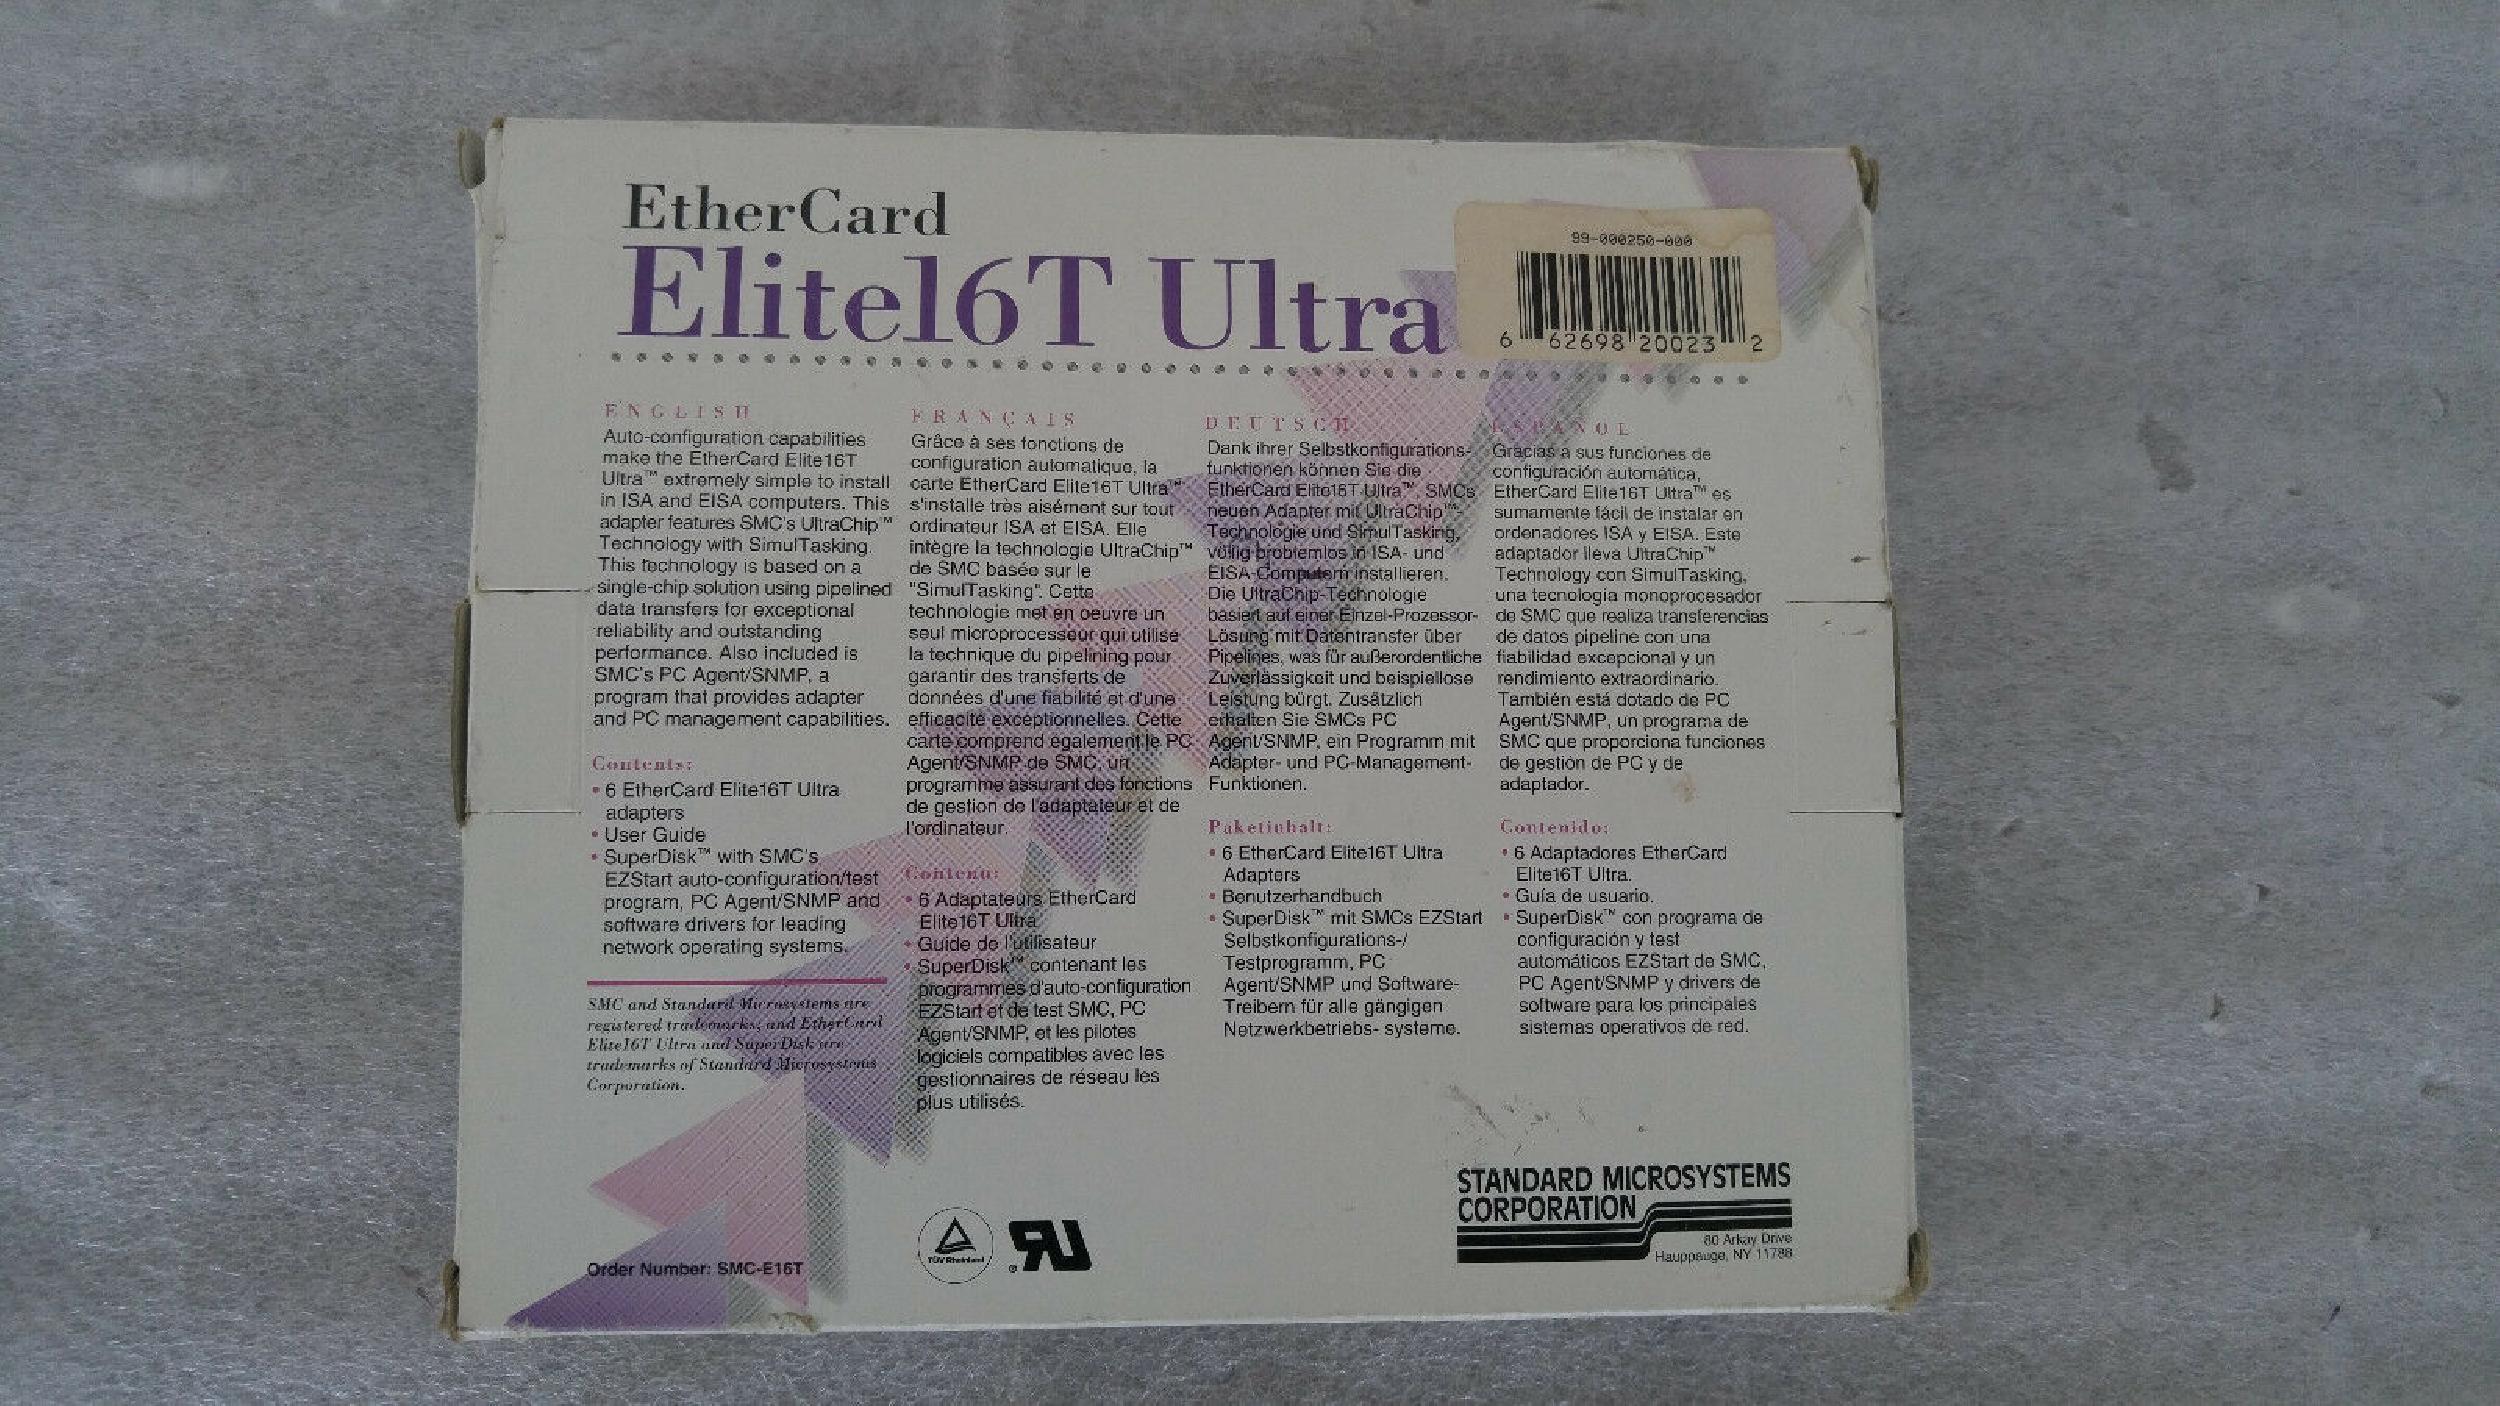 EtherCard
Elite16T Ultra
99-000250-000
6 62698 20023 2
ENGLISH
Auto-configuration capabilities
make the EtherCard Elite16T
Ultra™ extremely simple to install
in ISA and EISA computers. This
adapter features SMC's UltraChip™
Technology with SimulTasking.
This technology is based on a
single-chip solution using pipelined
data transfers for exceptional
reliability and outstanding
performance. Also included is
SMC's PC Agent/SNMP, a
program that provides adapter
and PC management capabilities.
Contents:
• 6 EtherCard Elite16T Ultra
adapters
• User Guide
• SuperDisk™ with SMC's
EZStart auto-configuration/test
program, PC Agent/SNMP and
software drivers for leading
network operating systems.
SMC and Standard Microsystems are
registered trademarks; and EtherCard
Elite16T Ultra and SuperDisk are
trademarks of Standard Microsystems
Corporation.
FRANÇAIS
Grâce à ses fonctions de
configuration automatique, la
carte EtherCard Elite16T Ultra™
s'installe très aisément sur tout
ordinateur ISA et EISA. Elle
intègre la technologie UltraChip™
de SMC basée sur le
"SimulTasking". Cette
technologie met en oeuvre un
seul microprocesseur qui utilise
la technique du pipelining pour
garantir des transferts de
données d'une fiabilité et d'une
efficacité exceptionnelles. Cette
carte comprend également le PC
Agent/SNMP de SMC, un
programme assurant des fonctions
de gestion de l'adaptateur et de
l'ordinateur.
Contenu:
• 6 Adaptateurs EtherCard
Elite16T Ultra
• Guide de l'utilisateur
• SuperDisk™ contenant les
programmes d'auto-configuration
EZStart et de test SMC, PC
Agent/SNMP, et les pilotes
logiciels compatibles avec les
gestionnaires de réseau les
plus utilisés.
DEUTSCH
Dank ihrer Selbstkonfigurations-
funktionen können Sie die
EtherCard Elite16T Ultra™, SMCs
neuen Adapter mit UltraChip™-
Technologie und SimulTasking,
völlig problemlos in ISA- und
EISA-Computern installieren.
Die UltraChip-Technologie
basiert auf einer Einzel-Prozessor-
Lösung mit Datentransfer über
Pipelines, was für außerordentliche
Zuverlässigkeit und beispiellose
Leistung bürgt. Zusätzlich
erhalten Sie SMCs PC
Agent/SNMP, ein Programm mit
Adapter- und PC-Management-
Funktionen.
Paketinhalt:
• 6 EtherCard Elite16T Ultra
Adapters
• Benutzerhandbuch
• SuperDisk™ mit SMCs EZStart
Selbstkonfigurations-/
Testprogramm, PC
Agent/SNMP und Software-
Treibern für alle gängigen
Netzwerkbetriebs- systeme.
ESPAÑOL
Gracias a sus funciones de
configuración automática,
EtherCard Elite16T Ultra™ es
sumamente fácil de instalar en
ordenadores ISA y EISA. Este
adaptador lleva UltraChip™
Technology con SimulTasking,
una tecnología monoprocesador
de SMC que realiza transferencias
de datos pipeline con una
fiabilidad excepcional y un
rendimiento extraordinario.
También está dotado de PC
Agent/SNMP, un programa de
SMC que proporciona funciones
de gestión de PC y de
adaptador.
Contenido:
• 6 Adaptadores EtherCard
Elite16T Ultra.
• Guía de usuario.
• SuperDisk™ con programa de
configuración y test
automáticos EZStart de SMC,
PC Agent/SNMP y drivers de
software para los principales
sistemas operativos de red.
Order Number: SMC-E16T
TÜV Rheinland
RU
®
STANDARD MICROSYSTEMS
CORPORATION
80 Arkay Drive
Hauppauge, NY 11788